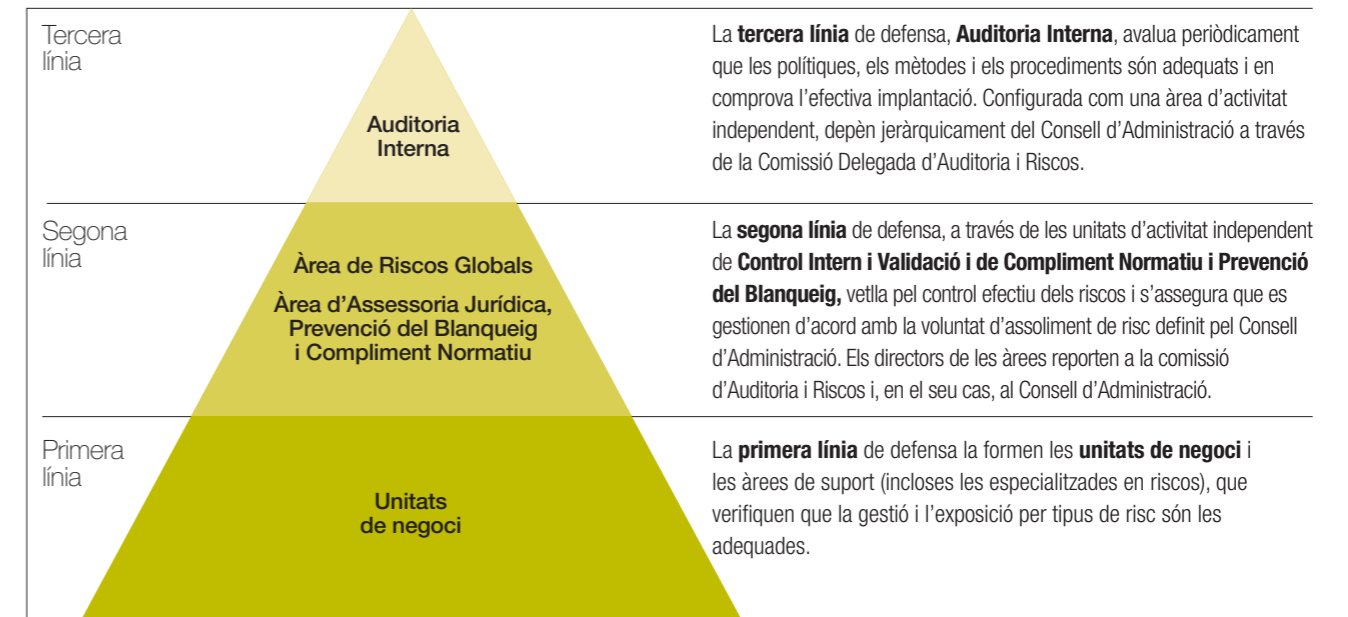 Tercera
línia
Auditoria
Interna
La tercera línia de defensa, Auditoria Interna, avalua periòdicament
que les polítiques, els mètodes i els procediments són adequats i en
comprova l’efectiva implantació. Configurada com una àrea d’activitat
independent, depèn jeràrquicament del Consell d’Administració a través
de la Comissió Delegada d’Auditoria i Riscos.
Segona
línia
Àrea de Riscos Globals
Àrea d’Assessoria Jurídica,
Prevenció del Blanqueig
i Compliment Normatiu
La segona línia de defensa, a través de les unitats d’activitat independent
de Control Intern i Validació i de Compliment Normatiu i Prevenció
del Blanqueig, vetlla pel control efectiu dels riscos i s’assegura que es
gestionen d’acord amb la voluntat d’assoliment de risc definit pel Consell
d’Administració. Els directors de les àrees reporten a la comissió
d’Auditoria i Riscos i, en el seu cas, al Consell d’Administració.
Primera
línia
Unitats
de negoci
La primera línia de defensa la formen les unitats de negoci i
les àrees de suport (incloses les especialitzades en riscos), que
verifiquen que la gestió i l’exposició per tipus de risc són les
adequades.